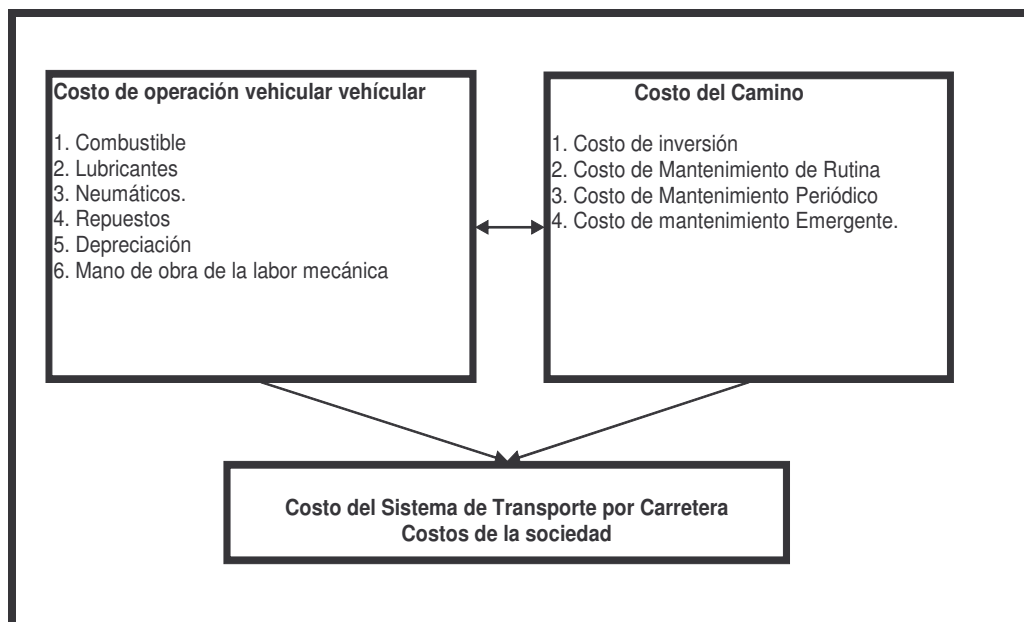 Costo de operación vehicular vehícular
1. Combustible
2. Lubricantes
3. Neumáticos.
4. Repuestos
5. Depreciación
6. Mano de obra de la labor mecánica
Costo del Camino
1. Costo de inversión
2. Costo de Mantenimiento de Rutina
3. Costo de Mantenimiento Periódico
4. Costo de mantenimiento Emergente.
Costo del Sistema de Transporte por Carretera
Costos de la sociedad